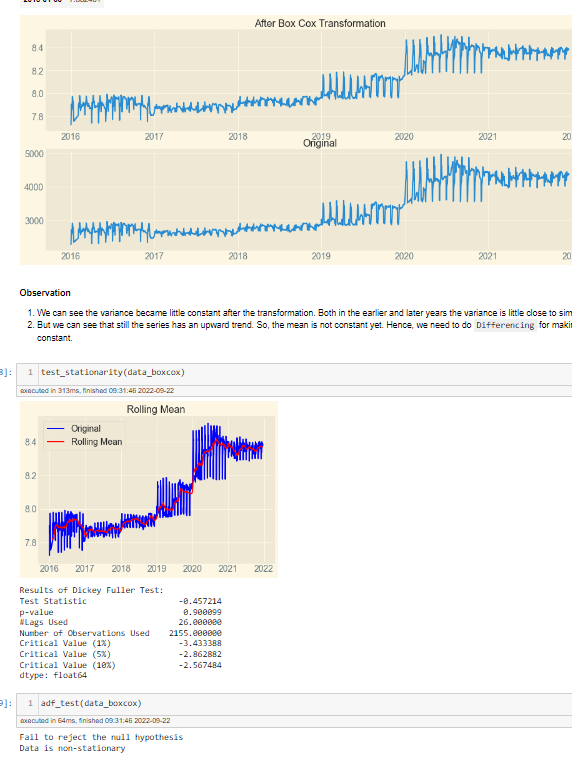 After Box Cox Transformation
8.4
8.2
8.0
7.8
2016 2017 2018 2019 2020 2021 20
Original
5000
4000
3000
2016 2017 2018 2019 2020 2021 20
Observation
1. We can see the variance became little constant after the transformation. Both in the earlier and later years the variance is little close to sim
2. But we can see that still the series has an upward trend. So, the mean is not constant yet. Hence, we need to do Differencing for maki
constant.
]: 1 test_stationarity(data_boxcox)
executed in 313ms, finished 09:31:46 2022-09-22
Rolling Mean
Original
Rolling Mean
8.4
8.2
8.0
7.8
2016 2017 2018 2019 2020 2021 2022
Results of Dickey Fuller Test:
Test Statistic -0.457214
p-value 0.900099
#Lags Used 26.000000
Number of Observations Used 2155.000000
Critical Value (1%) -3.433388
Critical Value (5%) -2.862882
Critical Value (10%) -2.567484
dtype: float64
]: 1 adf_test(data_boxcox)
executed in 64ms, finished 09:31:46 2022-09-22
Fail to reject the null hypothesis
Data is non-stationary